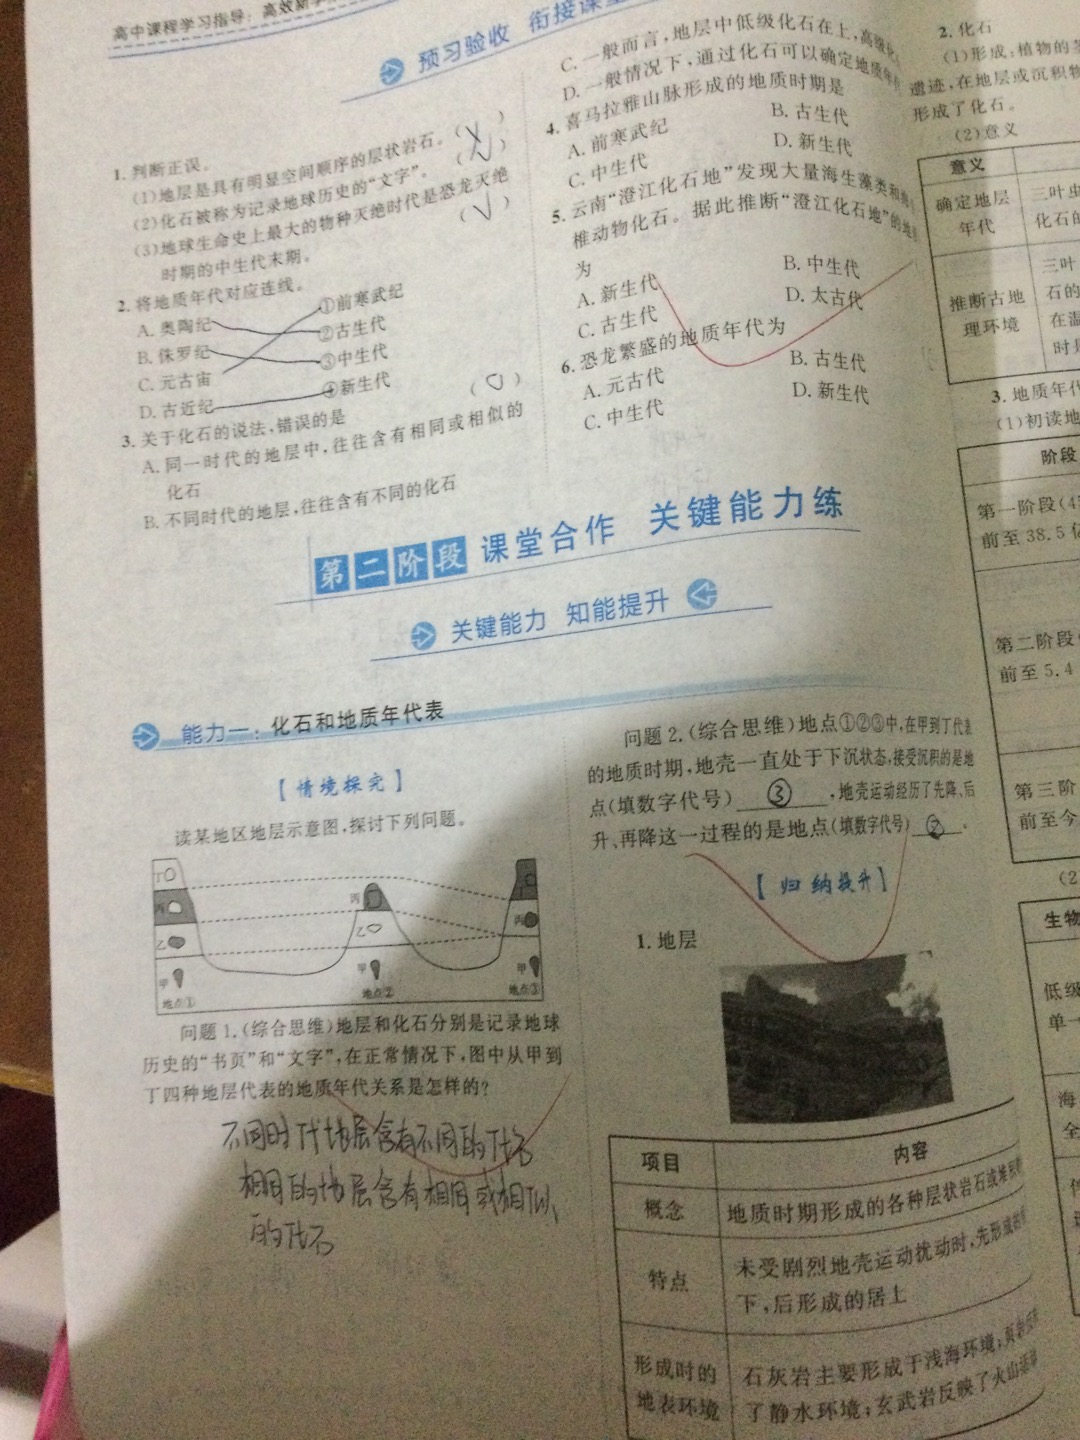 高中课程学习指导:高效新
预习验收 衔接课堂
1. 判断正误。
(1)地层是具有明显空间顺序的层状岩石。(X)
(2)化石被称为记录地球历史的“文字”。(√)
(3)地球生命史上最大的物种灭绝时代是恐龙灭绝
时期的中生代末期。(√)
2. 将地质年代对应连线。
A. 奥陶纪 ①前寒武纪
B. 侏罗纪 ②古生代
C. 元古宙 ③中生代
D. 古近纪 ④新生代
3. 关于化石的说法,错误的是( )
A. 同一时代的地层中,往往含有相同或相似的
化石
B. 不同时代的地层,往往含有不同的化石
C. 一般而言,地层中低级化石在上,高级化
D. 一般情况下,通过化石可以确定地质年
4. 喜马拉雅山脉形成的地质时期是
A. 前寒武纪 B. 古生代
C. 中生代 D. 新生代
5. 云南“澄江化石地”发现大量海生藻类和
椎动物化石。据此推断“澄江化石地”的地
为
A. 新生代 B. 中生代
C. 古生代 D. 太古代
6. 恐龙繁盛的地质年代为
A. 元古代 B. 古生代
C. 中生代 D. 新生代
第二阶段 课堂合作 关键能力练
关键能力 知能提升
能力一:化石和地质年代表
【情境探究】
读某地区地层示意图,探讨下列问题。
丁
丙 丙
乙 乙 丙
甲 甲 甲
地点① 地点② 地点③
问题 1.(综合思维)地层和化石分别是记录地球
历史的“书页”和“文字”,在正常情况下,图中从甲到
丁四种地层代表的地质年代关系是怎样的?
不同时代地层含有不同的化石
相同的地层含有相同或相似
的化石
问题 2.(综合思维)地点①②③中,在甲到丁代表
的地质时期,地壳一直处于下沉状态,接受沉积的是地
点(填数字代号) ③ ,地壳运动经历了先降、后
升、再降这一过程的是地点(填数字代号) ② 。
【归纳提升】
1. 地层
项目 内容
概念 地质时期形成的各种层状岩石或堆积
特点 未受剧烈地壳运动扰动时,先形成的
下,后形成的居上
形成时的 石灰岩主要形成于浅海环境;页岩
地表环境 了静水环境;玄武岩反映了火山活
2. 化石
(1)形成:植物的
遗迹,在地层或沉积物
形成了化石。
(2)意义
意义
确定地层 三叶虫
年代 化石的
推断古地 三叶
理环境 石的
在温
时
3. 地质年代
(1)初读地
阶段
第一阶段(4
前至 38.5 亿
第二阶段
前至 5.4
第三阶
前至今
(2
生物
低级
单一
海
全